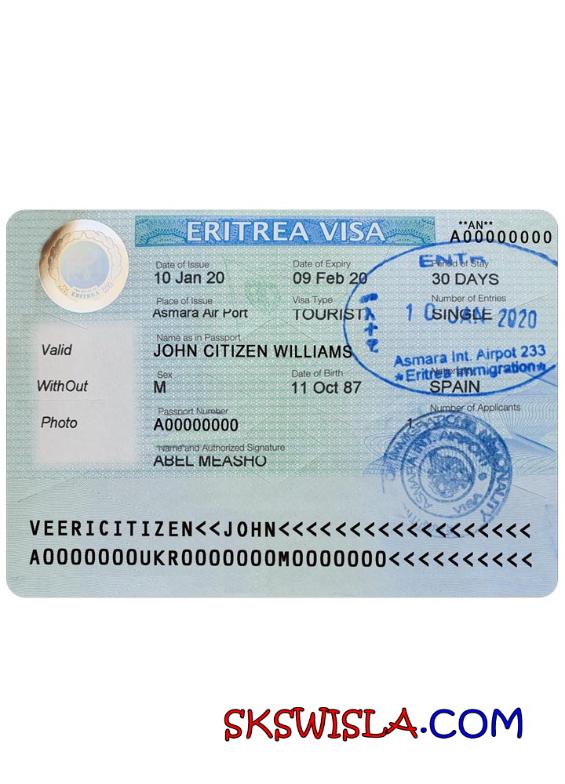 ERITREA VISA
**AN**
A00000000
Date of Issue Date of Expiry Period of Stay
10 Jan 20 09 Feb 20 30 DAYS
Place of Issue Visa Type Number of Entries
Asmara Air Port TOURIST SINGLE
Name as in Passport
JOHN CITIZEN WILLIAMS
Sex Date of Birth
M 11 Oct 87 SPAIN
Passport Number Number of Applicants
A00000000 1
Name and Authorized Signature
ABEL MEASHO
Valid
WithOut
Photo
10 JAN 2020
Asmara Int. Airpot 233
*Eritrea Immigration*
VEERICITIZEN<<JOHN<<<<<<<<<<<<<<<<<<
A0000000UKR0000000M0000000<<<<<<<<<<
SKSWISLA.COM